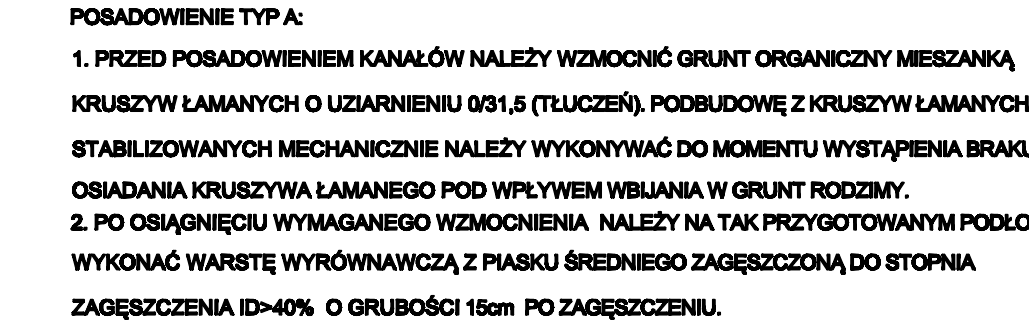 POSADOWIENIE TYP A:
1. PRZED POSADOWIENIEM KANAŁÓW NALEŻY WZMOCNIĆ GRUNT ORGANICZNY MIESZANKĄ
KRUSZYW ŁAMANYCH O UZIARNIENIU 0/31,5 (TŁUCZEŃ). PODBUDOWĘ Z KRUSZYW ŁAMANYCH
STABILIZOWANYCH MECHANICZNIE NALEŻY WYKONYWAĆ DO MOMENTU WYSTĄPIENIA BRAKU
OSIADANIA KRUSZYWA ŁAMANEGO POD WPŁYWEM WBIJANIA W GRUNT RODZIMY.
2. PO OSIĄGNIĘCIU WYMAGANEGO WZMOCNIENIA NALEŻY NA TAK PRZYGOTOWANYM PODŁO
WYKONAĆ WARSTĘ WYRÓWNAWCZĄ Z PIASKU ŚREDNIEGO ZAGĘSZCZONĄ DO STOPNIA
ZAGĘSZCZENIA ID>40% O GRUBOŚCI 15cm PO ZAGĘSZCZENIU.